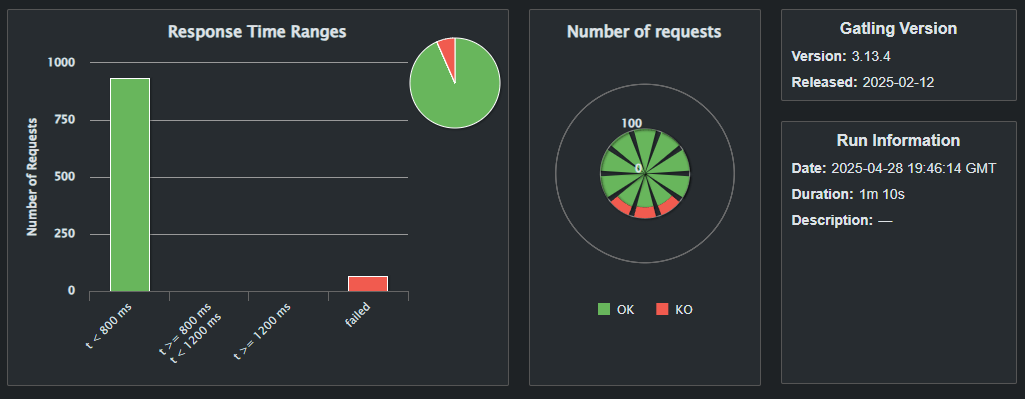 Response Time Ranges
Number of Requests
1000
750
500
250
0
t < 800 ms
t >= 800 ms
t < 1200 ms
t >= 1200 ms
failed
Number of requests
100
0
OK
KO
Gatling Version
Version: 3.13.4
Released: 2025-02-12
Run Information
Date: 2025-04-28 19:46:14 GMT
Duration: 1m 10s
Description: —